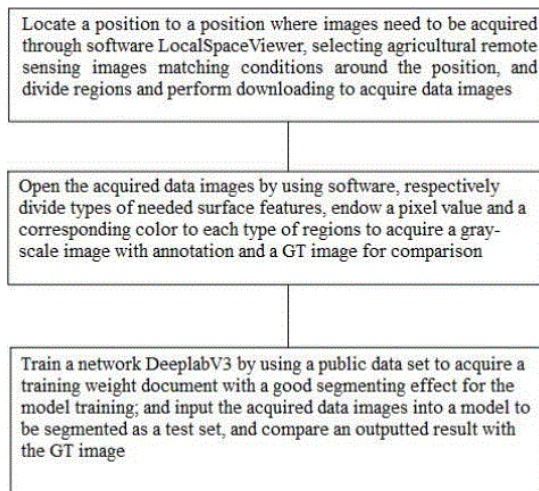 Locate a position to a position where images need to be acquired
through software LocalSpaceViewer, selecting agricultural remote
sensing images matching conditions around the position, and
divide regions and perform downloading to acquire data images
Open the acquired data images by using software, respectively
divide types of needed surface features, endow a pixel value and a
corresponding color to each type of regions to acquire a gray-
scale image with annotation and a GT image for comparison
Train a network DeeplabV3 by using a public data set to acquire a
training weight document with a good segmenting effect for the
model training; and input the acquired data images into a model to
be segmented as a test set, and compare an outputted result with
the GT image